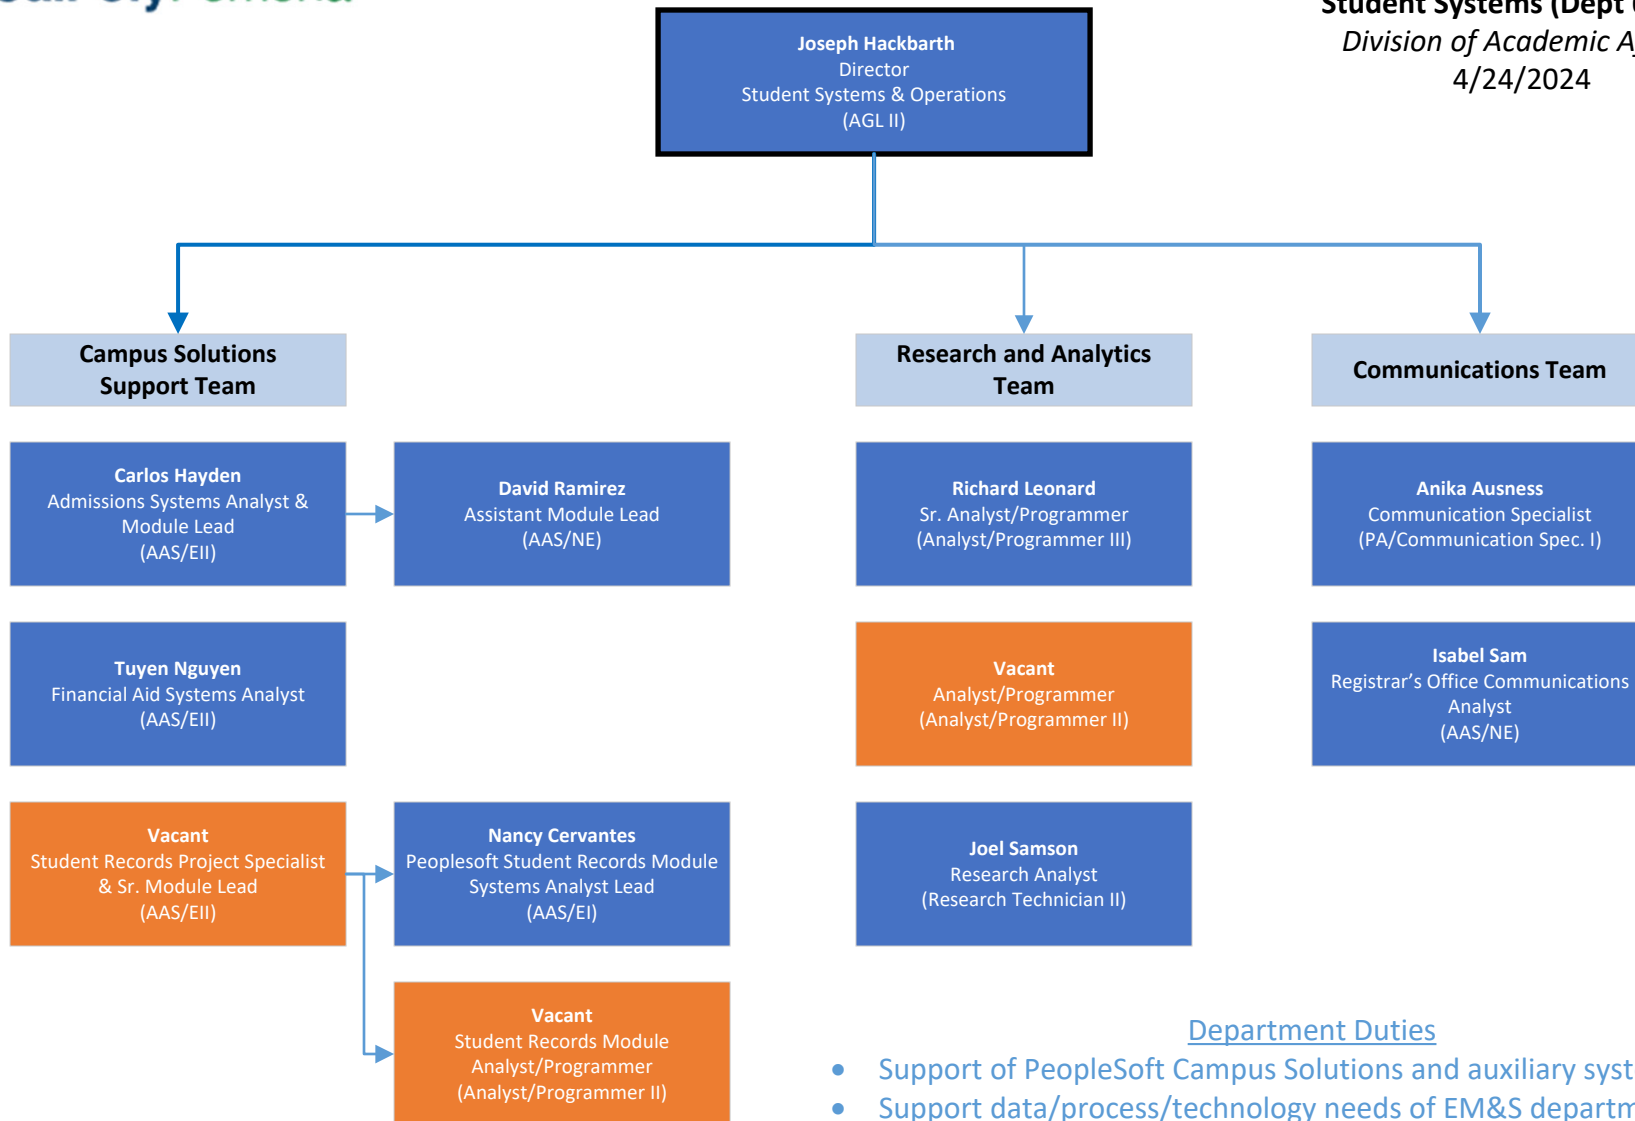 Student Systems (Dept
Division of Academic
4/24/2024
Joseph Hackbarth
Director
Student Systems & Operations
(AGL II)
Campus Solutions
Support Team
Research and Analytics
Team
Communications Team
Carlos Hayden
Admissions Systems Analyst &
Module Lead
(AAS/EII)
David Ramirez
Assistant Module Lead
(AAS/NE)
Richard Leonard
Sr. Analyst/Programmer
(Analyst/Programmer III)
Anika Ausness
Communication Specialist
(PA/Communication Spec. I)
Tuyen Nguyen
Financial Aid Systems Analyst
(AAS/EII)
Vacant
Analyst/Programmer
(Analyst/Programmer II)
Isabel Sam
Registrar’s Office Communications
Analyst
(AAS/NE)
Vacant
Student Records Project Specialist
& Sr. Module Lead
(AAS/EII)
Nancy Cervantes
Peoplesoft Student Records Module
Systems Analyst Lead
(AAS/EI)
Joel Samson
Research Analyst
(Research Technician II)
Vacant
Student Records Module
Analyst/Programmer
(Analyst/Programmer II)
Department Duties
• Support of PeopleSoft Campus Solutions and auxiliary
• Support data/process/technology needs of EM&S